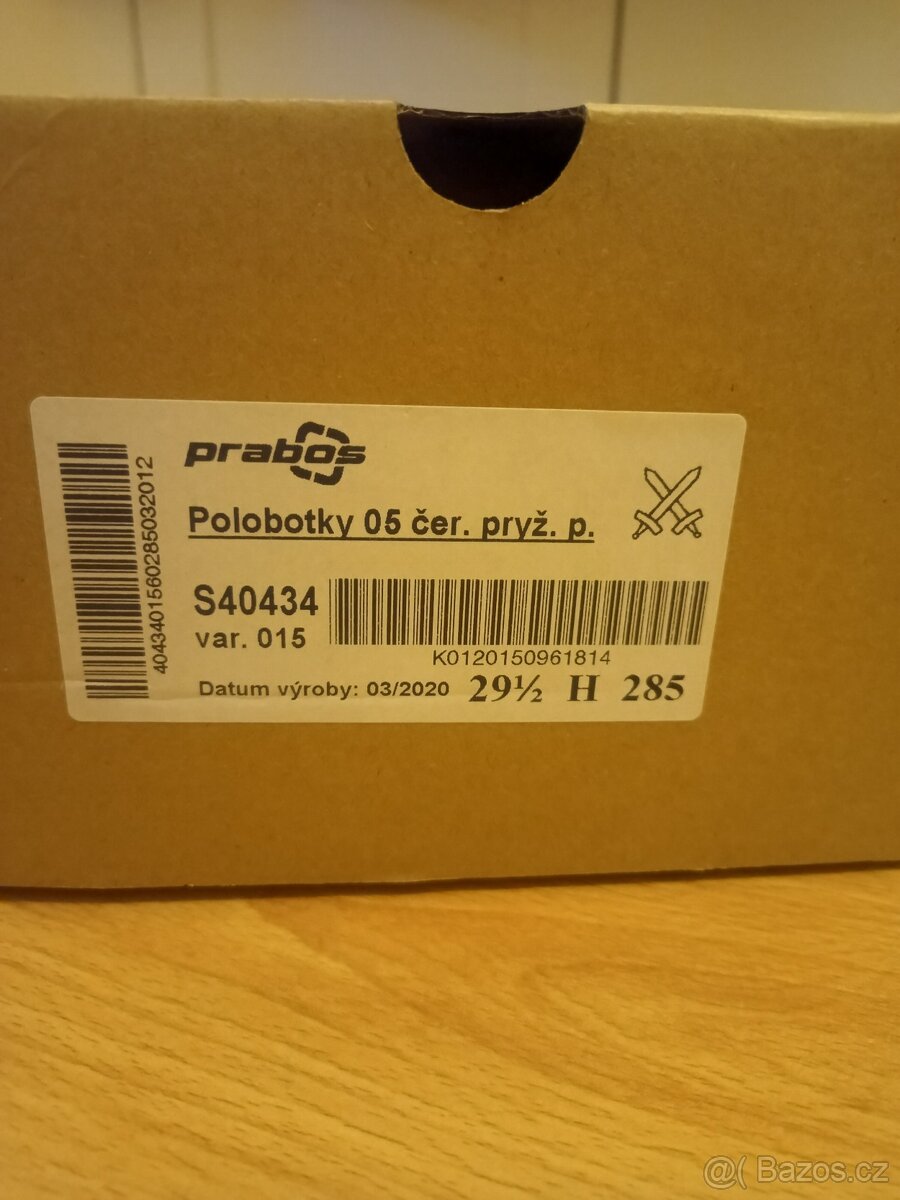 prabos
Polobotky 05 čer. pryž. p.
S40434
var. 015
K0120150961814
Datum výroby: 03/2020 29½ H 285
4043401560285032012
@( Bazos.cz